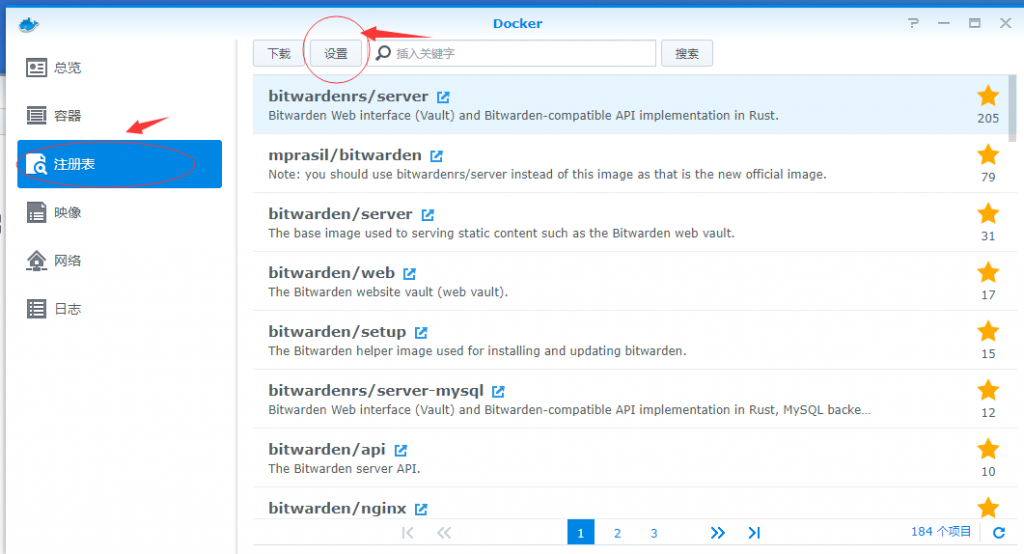 Docker
总览
容器
注册表
映像
网络
日志
下载
设置
插入关键字
搜索
bitwardenrs/server
Bitwarden Web interface (Vault) and Bitwarden-compatible API implementation in Rust.
205
mprasil/bitwarden
Note: you should use bitwardenrs/server instead of this image as that is the new official image.
79
bitwarden/server
The base image used to serving static content such as the Bitwarden web vault.
31
bitwarden/web
The Bitwarden website vault (web vault).
17
bitwarden/setup
The Bitwarden helper image used for installing and updating bitwarden.
15
bitwardenrs/server-mysql
Bitwarden Web interface (Vault) and Bitwarden-compatible API implementation in Rust, MySQL backe...
12
bitwarden/api
The Bitwarden server API.
10
bitwarden/nginx
1 2 3
184 个项目